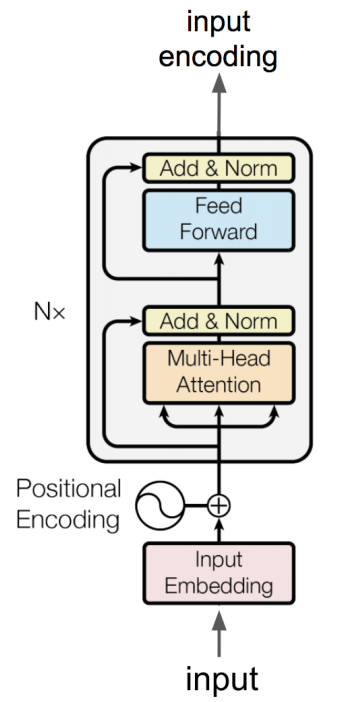 input
encoding
Add & Norm
Feed
Forward
N×
Add & Norm
Multi-Head
Attention
Positional
Encoding
Input
Embedding
input